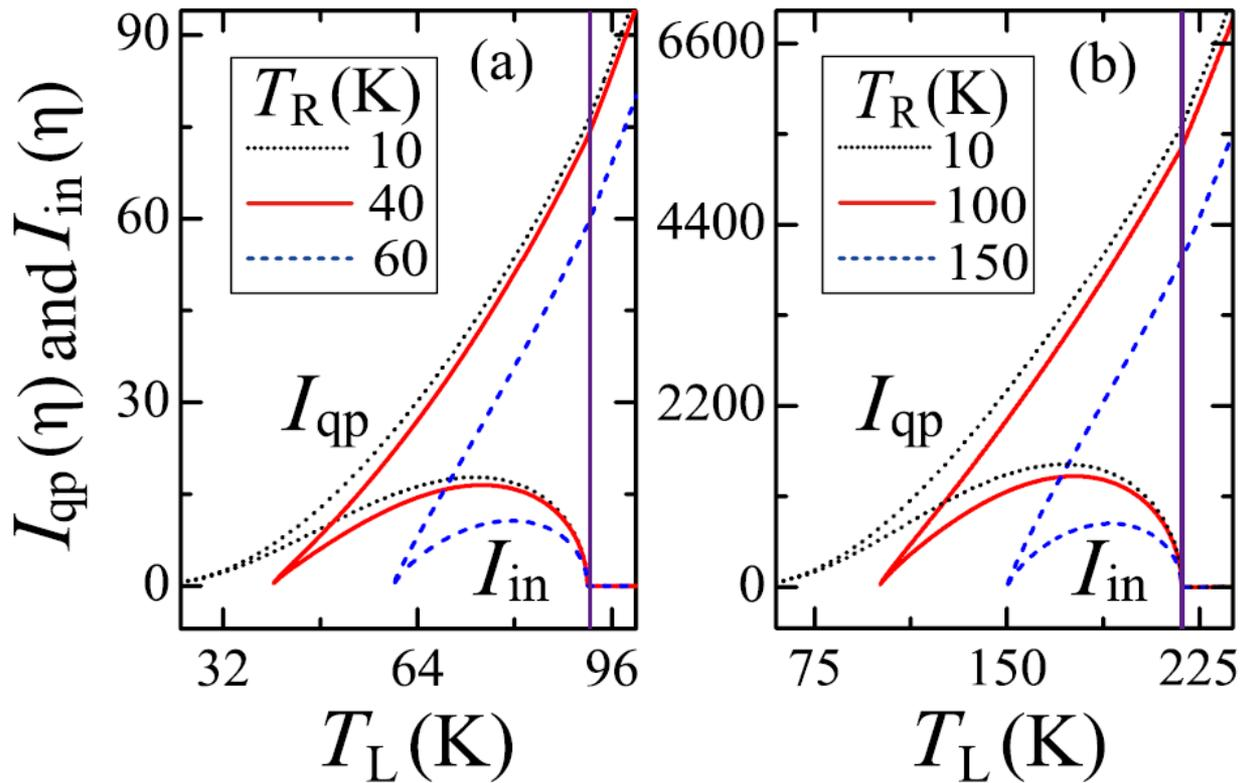 I_qp (η) and I_in (η)
(a)
T_R (K)
10
40
60
90
60
30
0
I_qp
I_in
32 64 96
T_L (K)
(b)
T_R (K)
10
100
150
6600
4400
2200
0
I_qp
I_in
75 150 225
T_L (K)